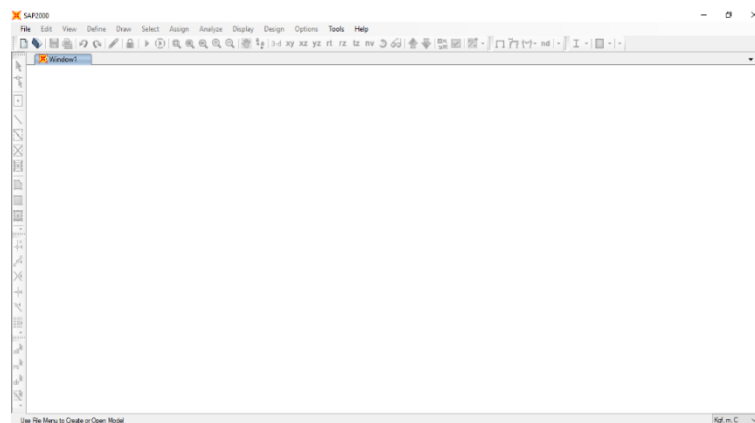 SAP2000
File Edit View Define Draw Select Assign Analyze Display Design Options Tools Help
3-d xy xz yz rt rz tz nv nd
Window1
Use File Menu to Create or Open Model
Kgf, m, C